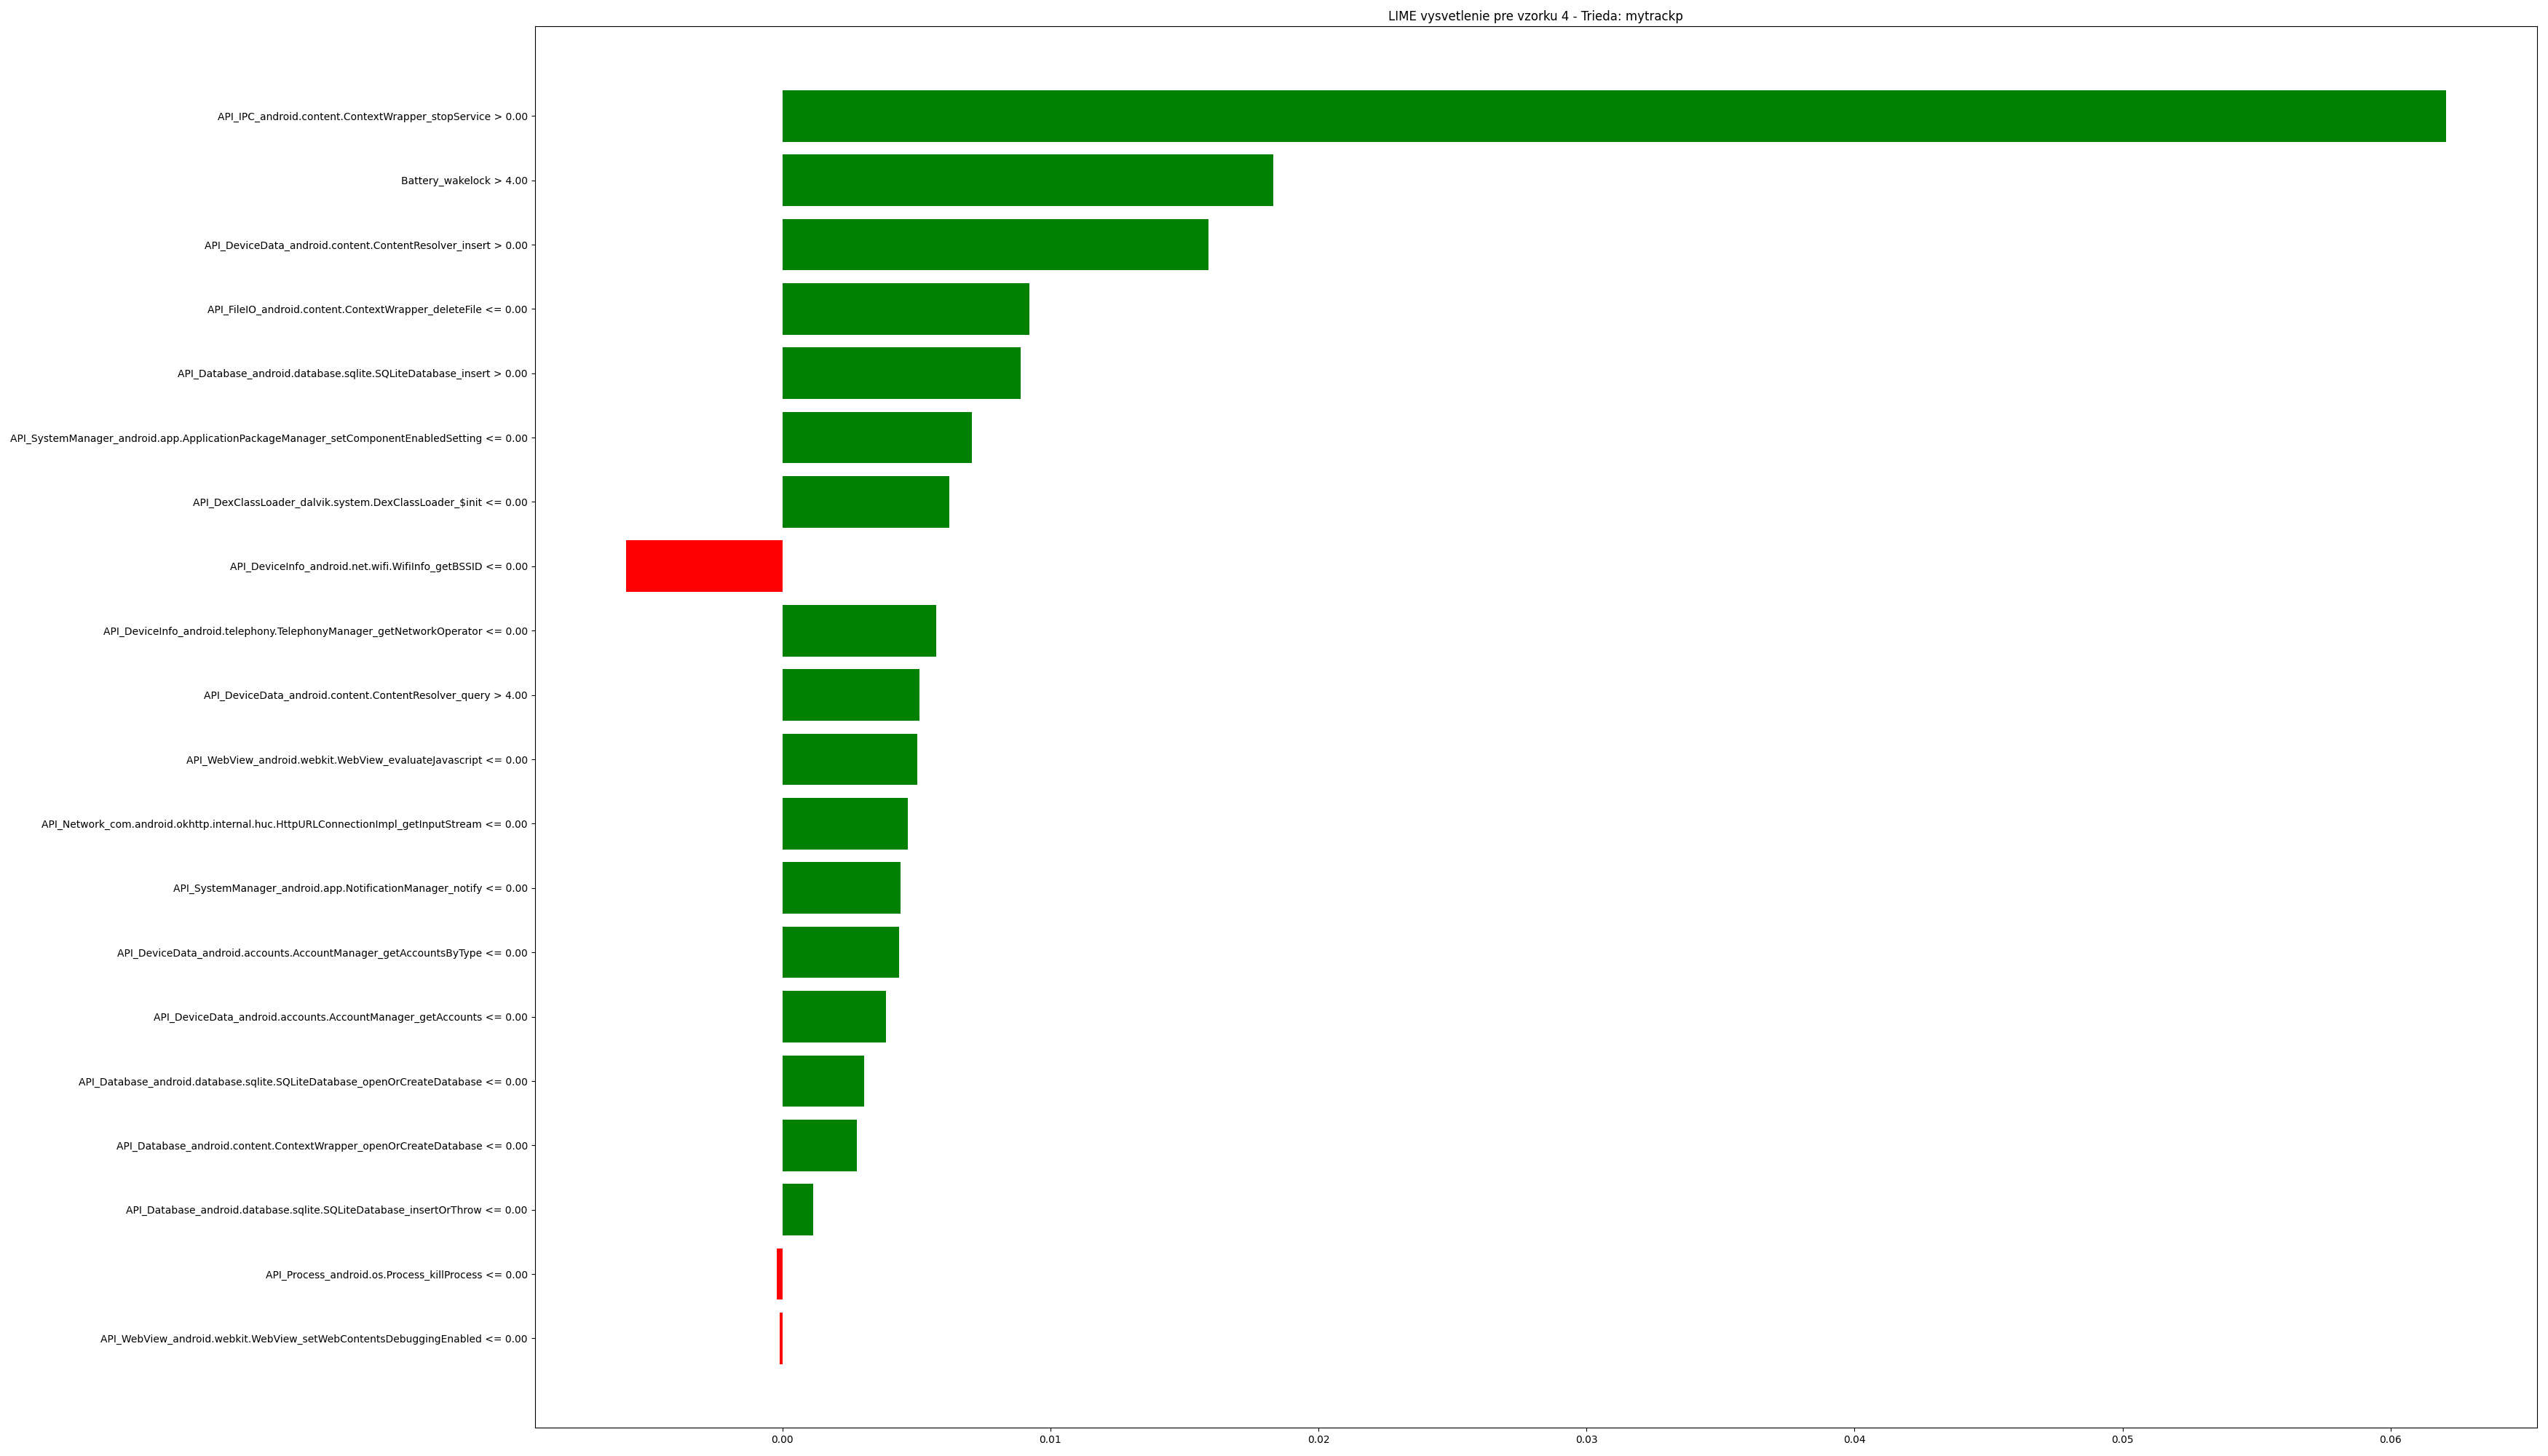 LIME vysvetlenie pre vzorku 4 - Trieda: mytrackp
API_IPC_android.content.ContextWrapper_stopService > 0.00
Battery_wakelock > 4.00
API_DeviceData_android.content.ContentResolver_insert > 0.00
API_FileIO_android.content.ContextWrapper_deleteFile <= 0.00
API_Database_android.database.sqlite.SQLiteDatabase_insert > 0.00
API_SystemManager_android.app.ApplicationPackageManager_setComponentEnabledSetting <= 0.00
API_DexClassLoader_dalvik.system.DexClassLoader_$init <= 0.00
API_DeviceInfo_android.net.wifi.WifiInfo_getBSSID <= 0.00
API_DeviceInfo_android.telephony.TelephonyManager_getNetworkOperator <= 0.00
API_DeviceData_android.content.ContentResolver_query > 4.00
API_WebView_android.webkit.WebView_evaluateJavascript <= 0.00
API_Network_com.android.okhttp.internal.huc.HttpURLConnectionImpl_getInputStream <= 0.00
API_SystemManager_android.app.NotificationManager_notify <= 0.00
API_DeviceData_android.accounts.AccountManager_getAccountsByType <= 0.00
API_DeviceData_android.accounts.AccountManager_getAccounts <= 0.00
API_Database_android.database.sqlite.SQLiteDatabase_openOrCreateDatabase <= 0.00
API_Database_android.content.ContextWrapper_openOrCreateDatabase <= 0.00
API_Database_android.database.sqlite.SQLiteDatabase_insertOrThrow <= 0.00
API_Process_android.os.Process_killProcess <= 0.00
API_WebView_android.webkit.WebView_setWebContentsDebuggingEnabled <= 0.00
0.00 0.01 0.02 0.03 0.04 0.05 0.06